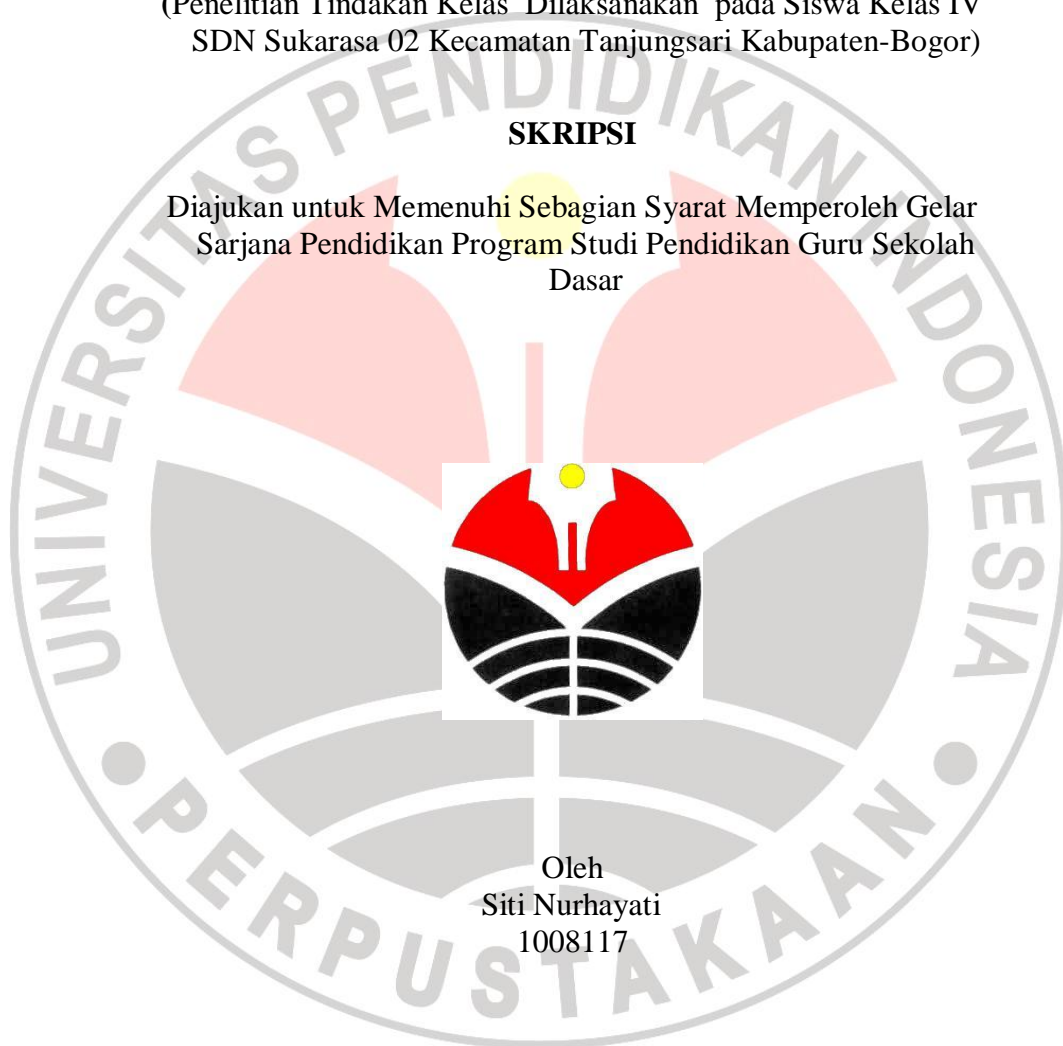 (Penelitian Tindakan Kelas Dilaksanakan pada Siswa Kelas IV
SDN Sukarasa 02 Kecamatan Tanjungsari Kabupaten-Bogor)
SKRIPSI
Diajukan untuk Memenuhi Sebagian Syarat Memperoleh Gelar
Sarjana Pendidikan Program Studi Pendidikan Guru Sekolah
Dasar
Oleh
Siti Nurhayati
1008117
UNIVERSITAS PENDIDIKAN INDONESIA
PERPUSTAKAAN